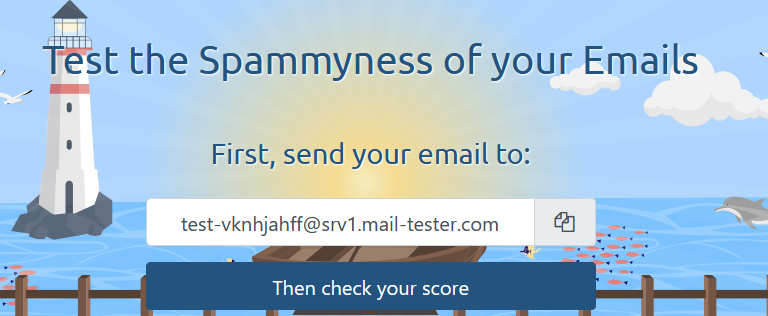 Test the Spammyness of your Emails
First, send your email to:
test-vknhjahff@srv1.mail-tester.com
Then check your score